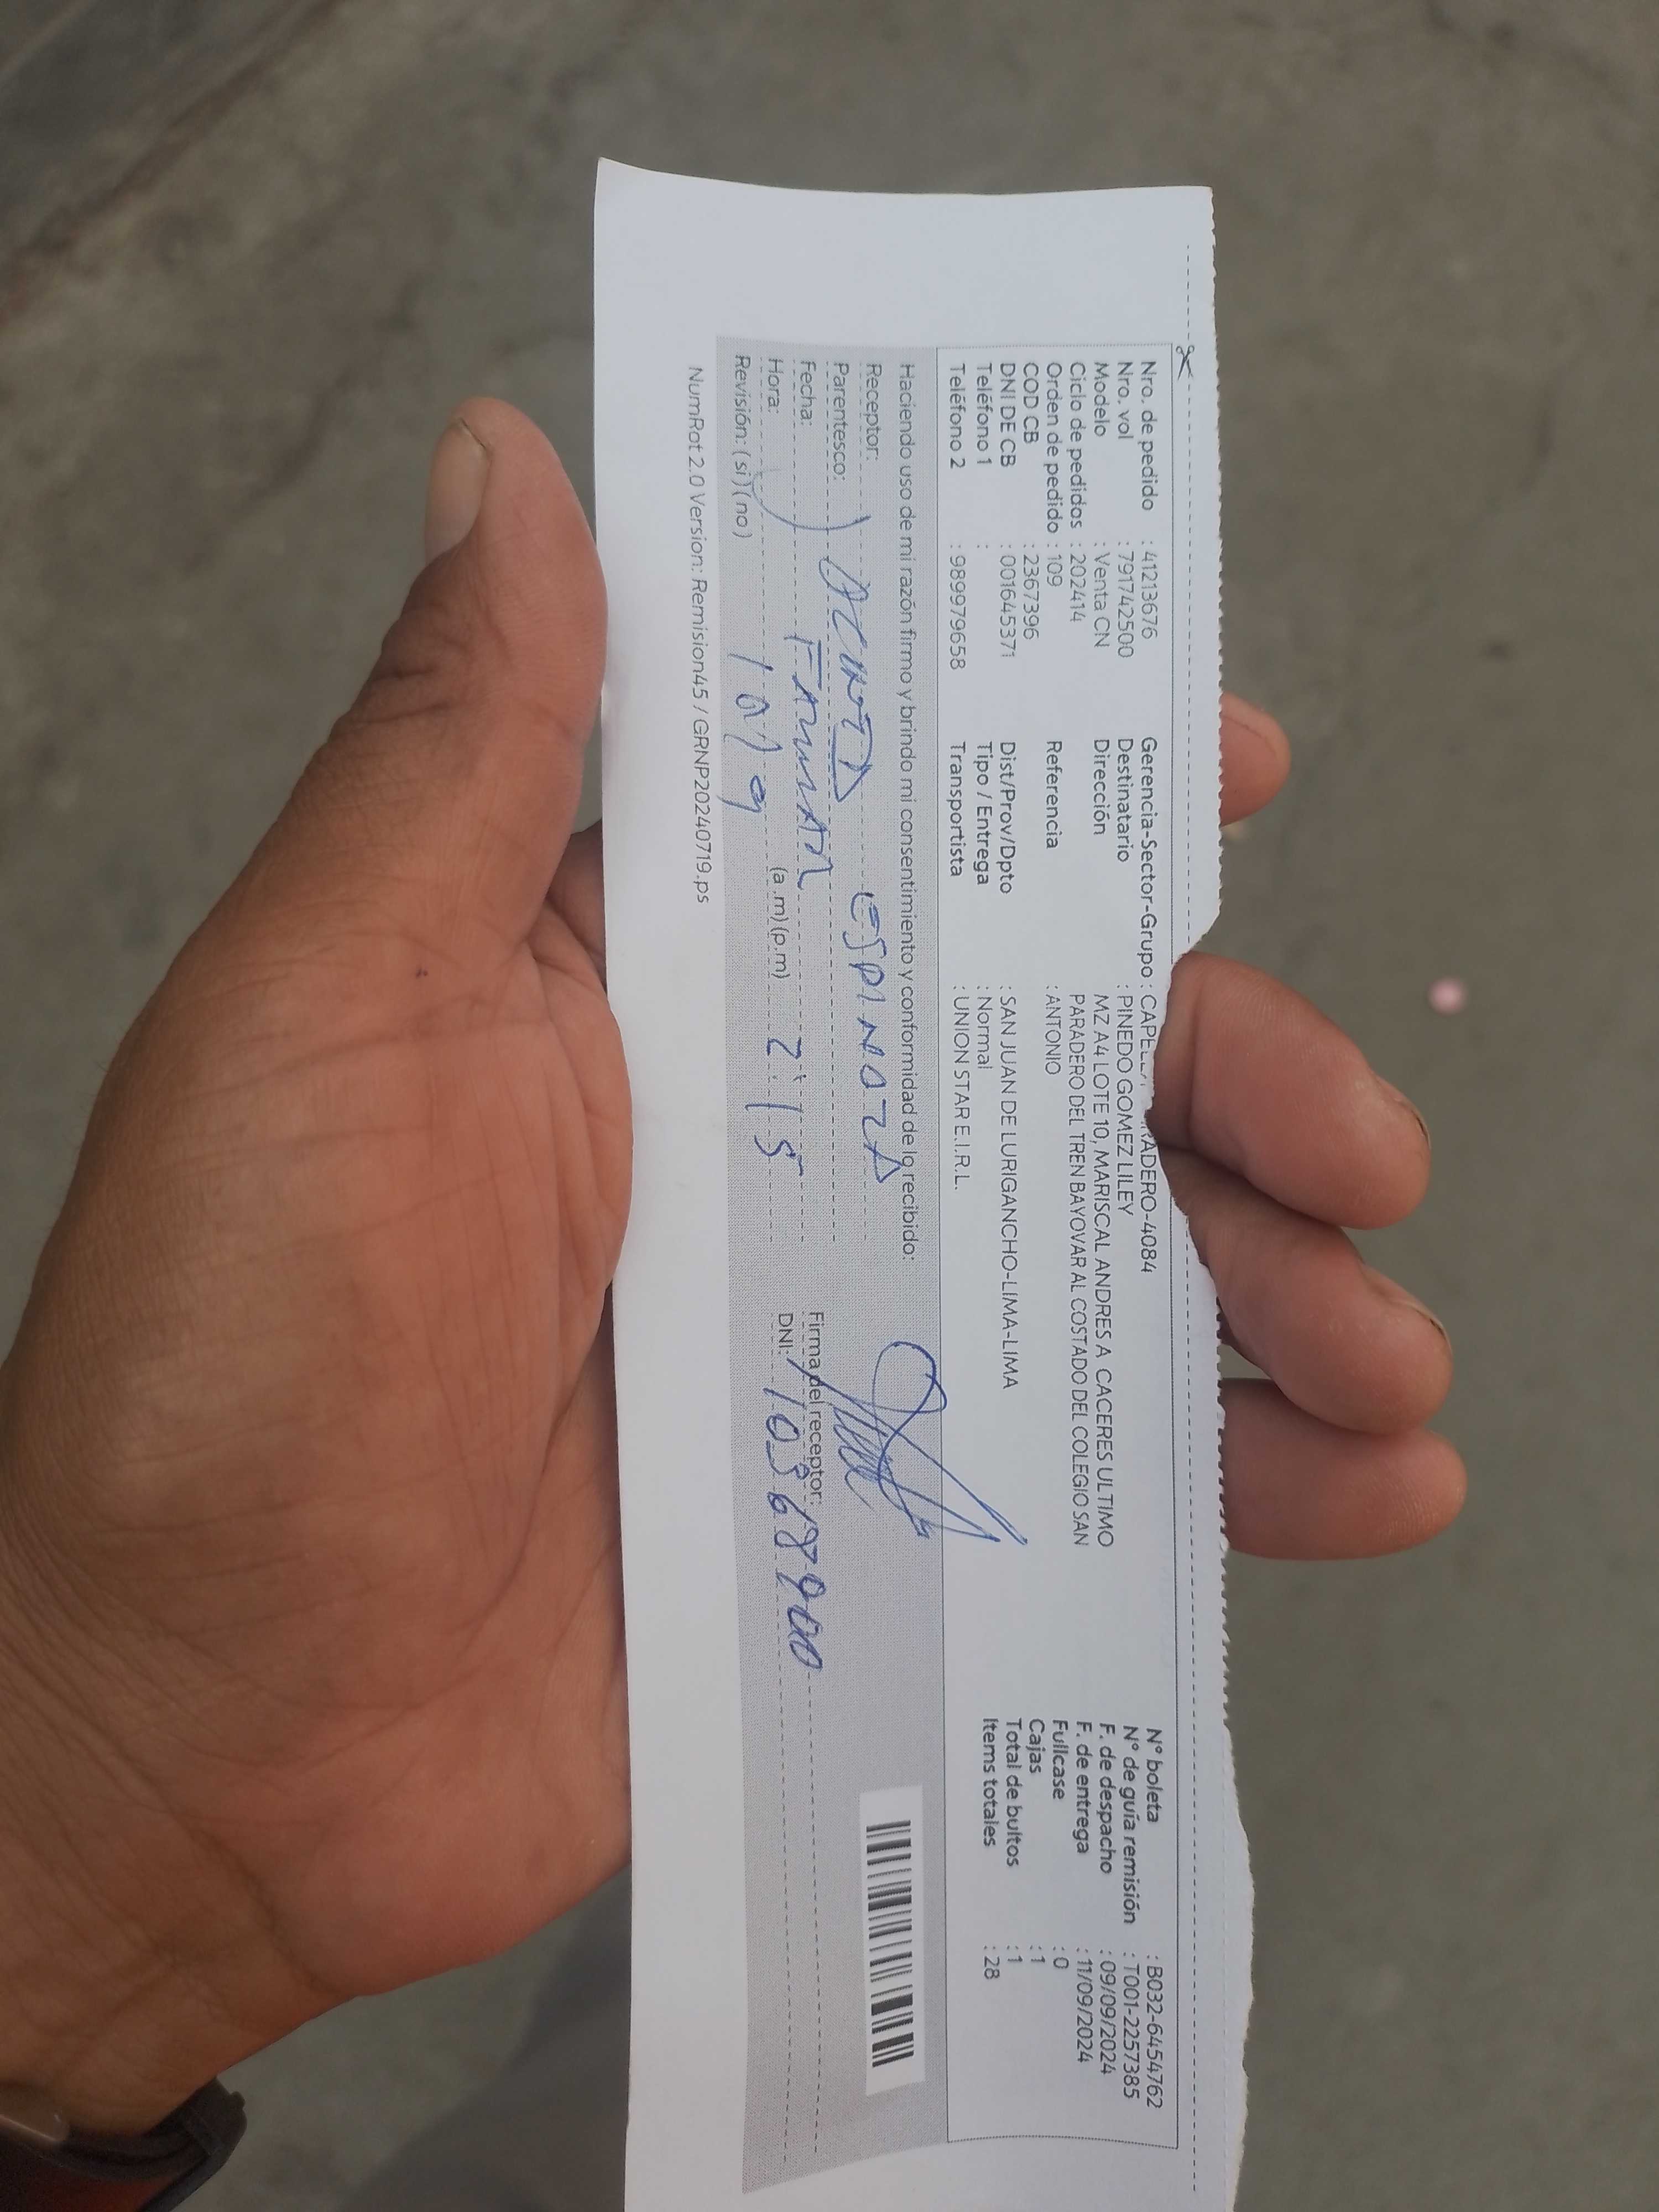 Nro. de pedido : 41213676
Nro. vol : 791742500
Modelo : Venta CN
Ciclo de pedidos : 202414
Orden de pedido : 109
COD CB : 2367396
DNI DE CB : 001645371
Teléfono 1 :
Teléfono 2 : 989979658
Gerencia-Sector-Grupo : ADERO-4084
Destinatario : PINEDO GOMEZ LILEY
Dirección MZ A4 LOTE 10, MARISCAL ANDRES A CACERES ULTIMO
PARADERO DEL TREN BAYOVAR AL COSTADO DEL COLEGIO SAN
Referencia : ANTONIO
Dist/Prov/Dpto : SAN JUAN DE LURIGANCHO-LIMA-LIMA
Tipo / Entrega : Normal
Transportista : UNION STAR E.I.R.L.
N° boleta : B032-6454762
N° de guía remisión : T001-2257385
F. de despacho : 09/09/2024
F. de entrega : 11/09/2024
Fullcase : 0
Cajas : 1
Total de bultos : 1
Items totales : 28
Haciendo uso de mi razón firmo y brindo mi consentimiento y conformidad de lo recibido:
Receptor: ESPINOZA
Parentesco:
Fecha: FAMILIAR
Hora: (a.m)(p.m) 2:15
Revisión: (si)(no)
Firma del receptor:
DNI: 10368900
NumRot 2.0 Version: Remision45 / GRNP20240719.ps